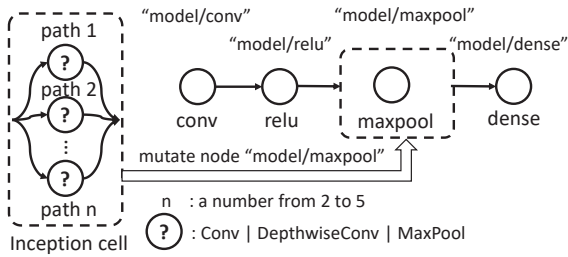 path 1
?
path 2
?
⋮
?
path n
Inception cell
"model/conv"
"model/relu"
"model/maxpool"
"model/dense"
conv
relu
maxpool
dense
mutate node "model/maxpool"
n : a number from 2 to 5
? : Conv | DepthwiseConv | MaxPool